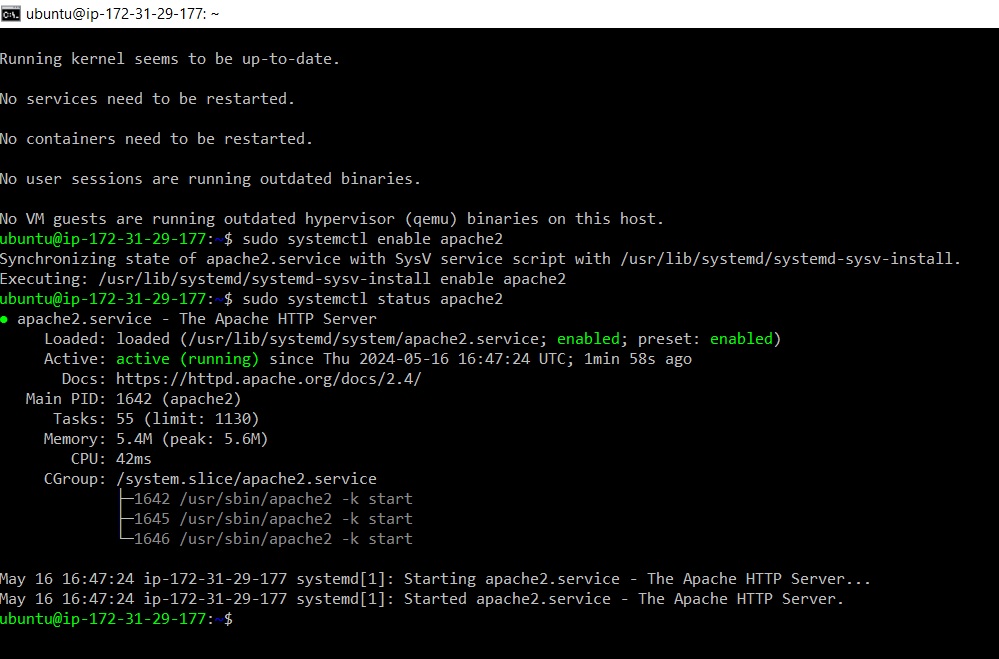 ubuntu@ip-172-31-29-177: ~
Running kernel seems to be up-to-date.
No services need to be restarted.
No containers need to be restarted.
No user sessions are running outdated binaries.
No VM guests are running outdated hypervisor (qemu) binaries on this host.
ubuntu@ip-172-31-29-177:~$ sudo systemctl enable apache2
Synchronizing state of apache2.service with SysV service script with /usr/lib/systemd/systemd-sysv-install.
Executing: /usr/lib/systemd/systemd-sysv-install enable apache2
ubuntu@ip-172-31-29-177:~$ sudo systemctl status apache2
● apache2.service - The Apache HTTP Server
     Loaded: loaded (/usr/lib/systemd/system/apache2.service; enabled; preset: enabled)
     Active: active (running) since Thu 2024-05-16 16:47:24 UTC; 1min 58s ago
       Docs: https://httpd.apache.org/docs/2.4/
   Main PID: 1642 (apache2)
      Tasks: 55 (limit: 1130)
     Memory: 5.4M (peak: 5.6M)
        CPU: 42ms
     CGroup: /system.slice/apache2.service
             ├─1642 /usr/sbin/apache2 -k start
             ├─1645 /usr/sbin/apache2 -k start
             └─1646 /usr/sbin/apache2 -k start
May 16 16:47:24 ip-172-31-29-177 systemd[1]: Starting apache2.service - The Apache HTTP Server...
May 16 16:47:24 ip-172-31-29-177 systemd[1]: Started apache2.service - The Apache HTTP Server.
ubuntu@ip-172-31-29-177:~$